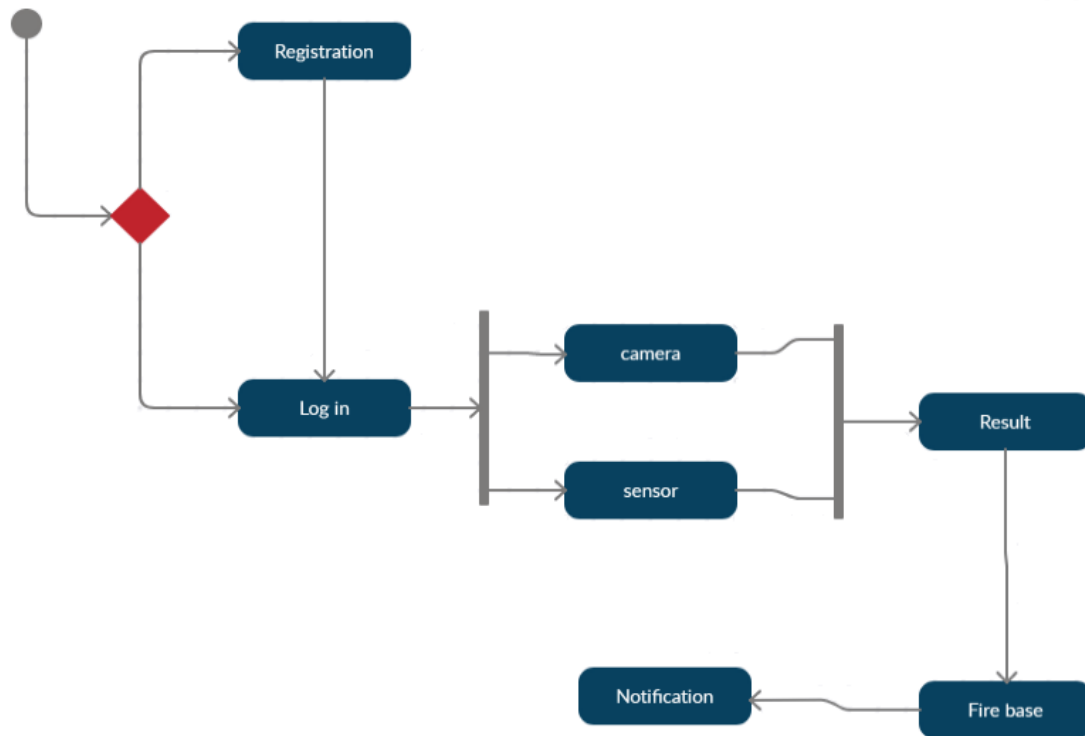 Registration
Log in
camera
sensor
Result
Notification
Fire base